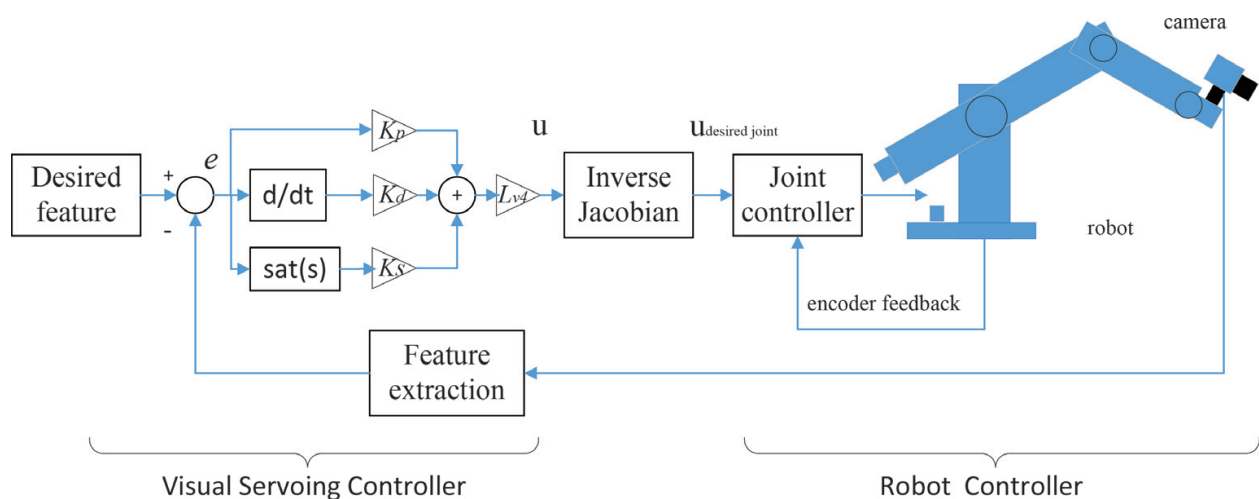 camera
Kp
u
udesired joint
+
e
Desired
feature
d/dt
Kd
+
Lv4
Inverse
Jacobian
Joint
controller
-
sat(s)
Ks
robot
encoder feedback
Feature
extraction
Visual Servoing Controller
Robot Controller